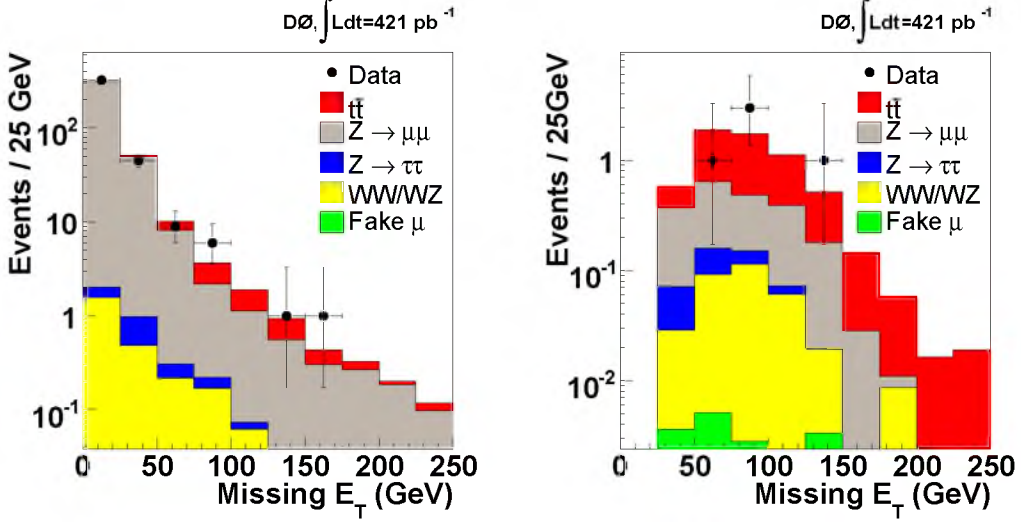 DØ, ∫Ldt=421 pb⁻¹
Events / 25 GeV
10²
10
1
10⁻¹
Data
tt̄
Z → μμ
Z → ττ
WW/WZ
Fake μ
0 50 100 150 200 250
Missing E_T (GeV)
DØ, ∫Ldt=421 pb⁻¹
Events / 25GeV
1
10⁻¹
10⁻²
Data
tt̄
Z → μμ
Z → ττ
WW/WZ
Fake μ
0 50 100 150 200 250
Missing E_T (GeV)